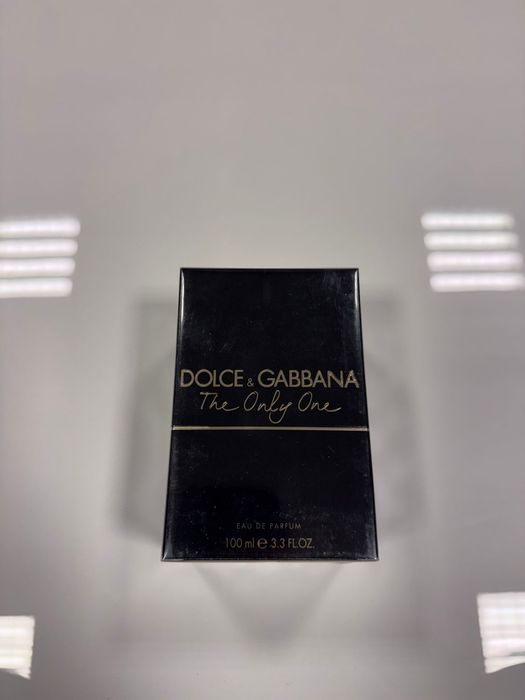 DOLCE & GABBANA
The Only One
EAU DE PARFUM
100 ml ℮ 3.3 FL.OZ.